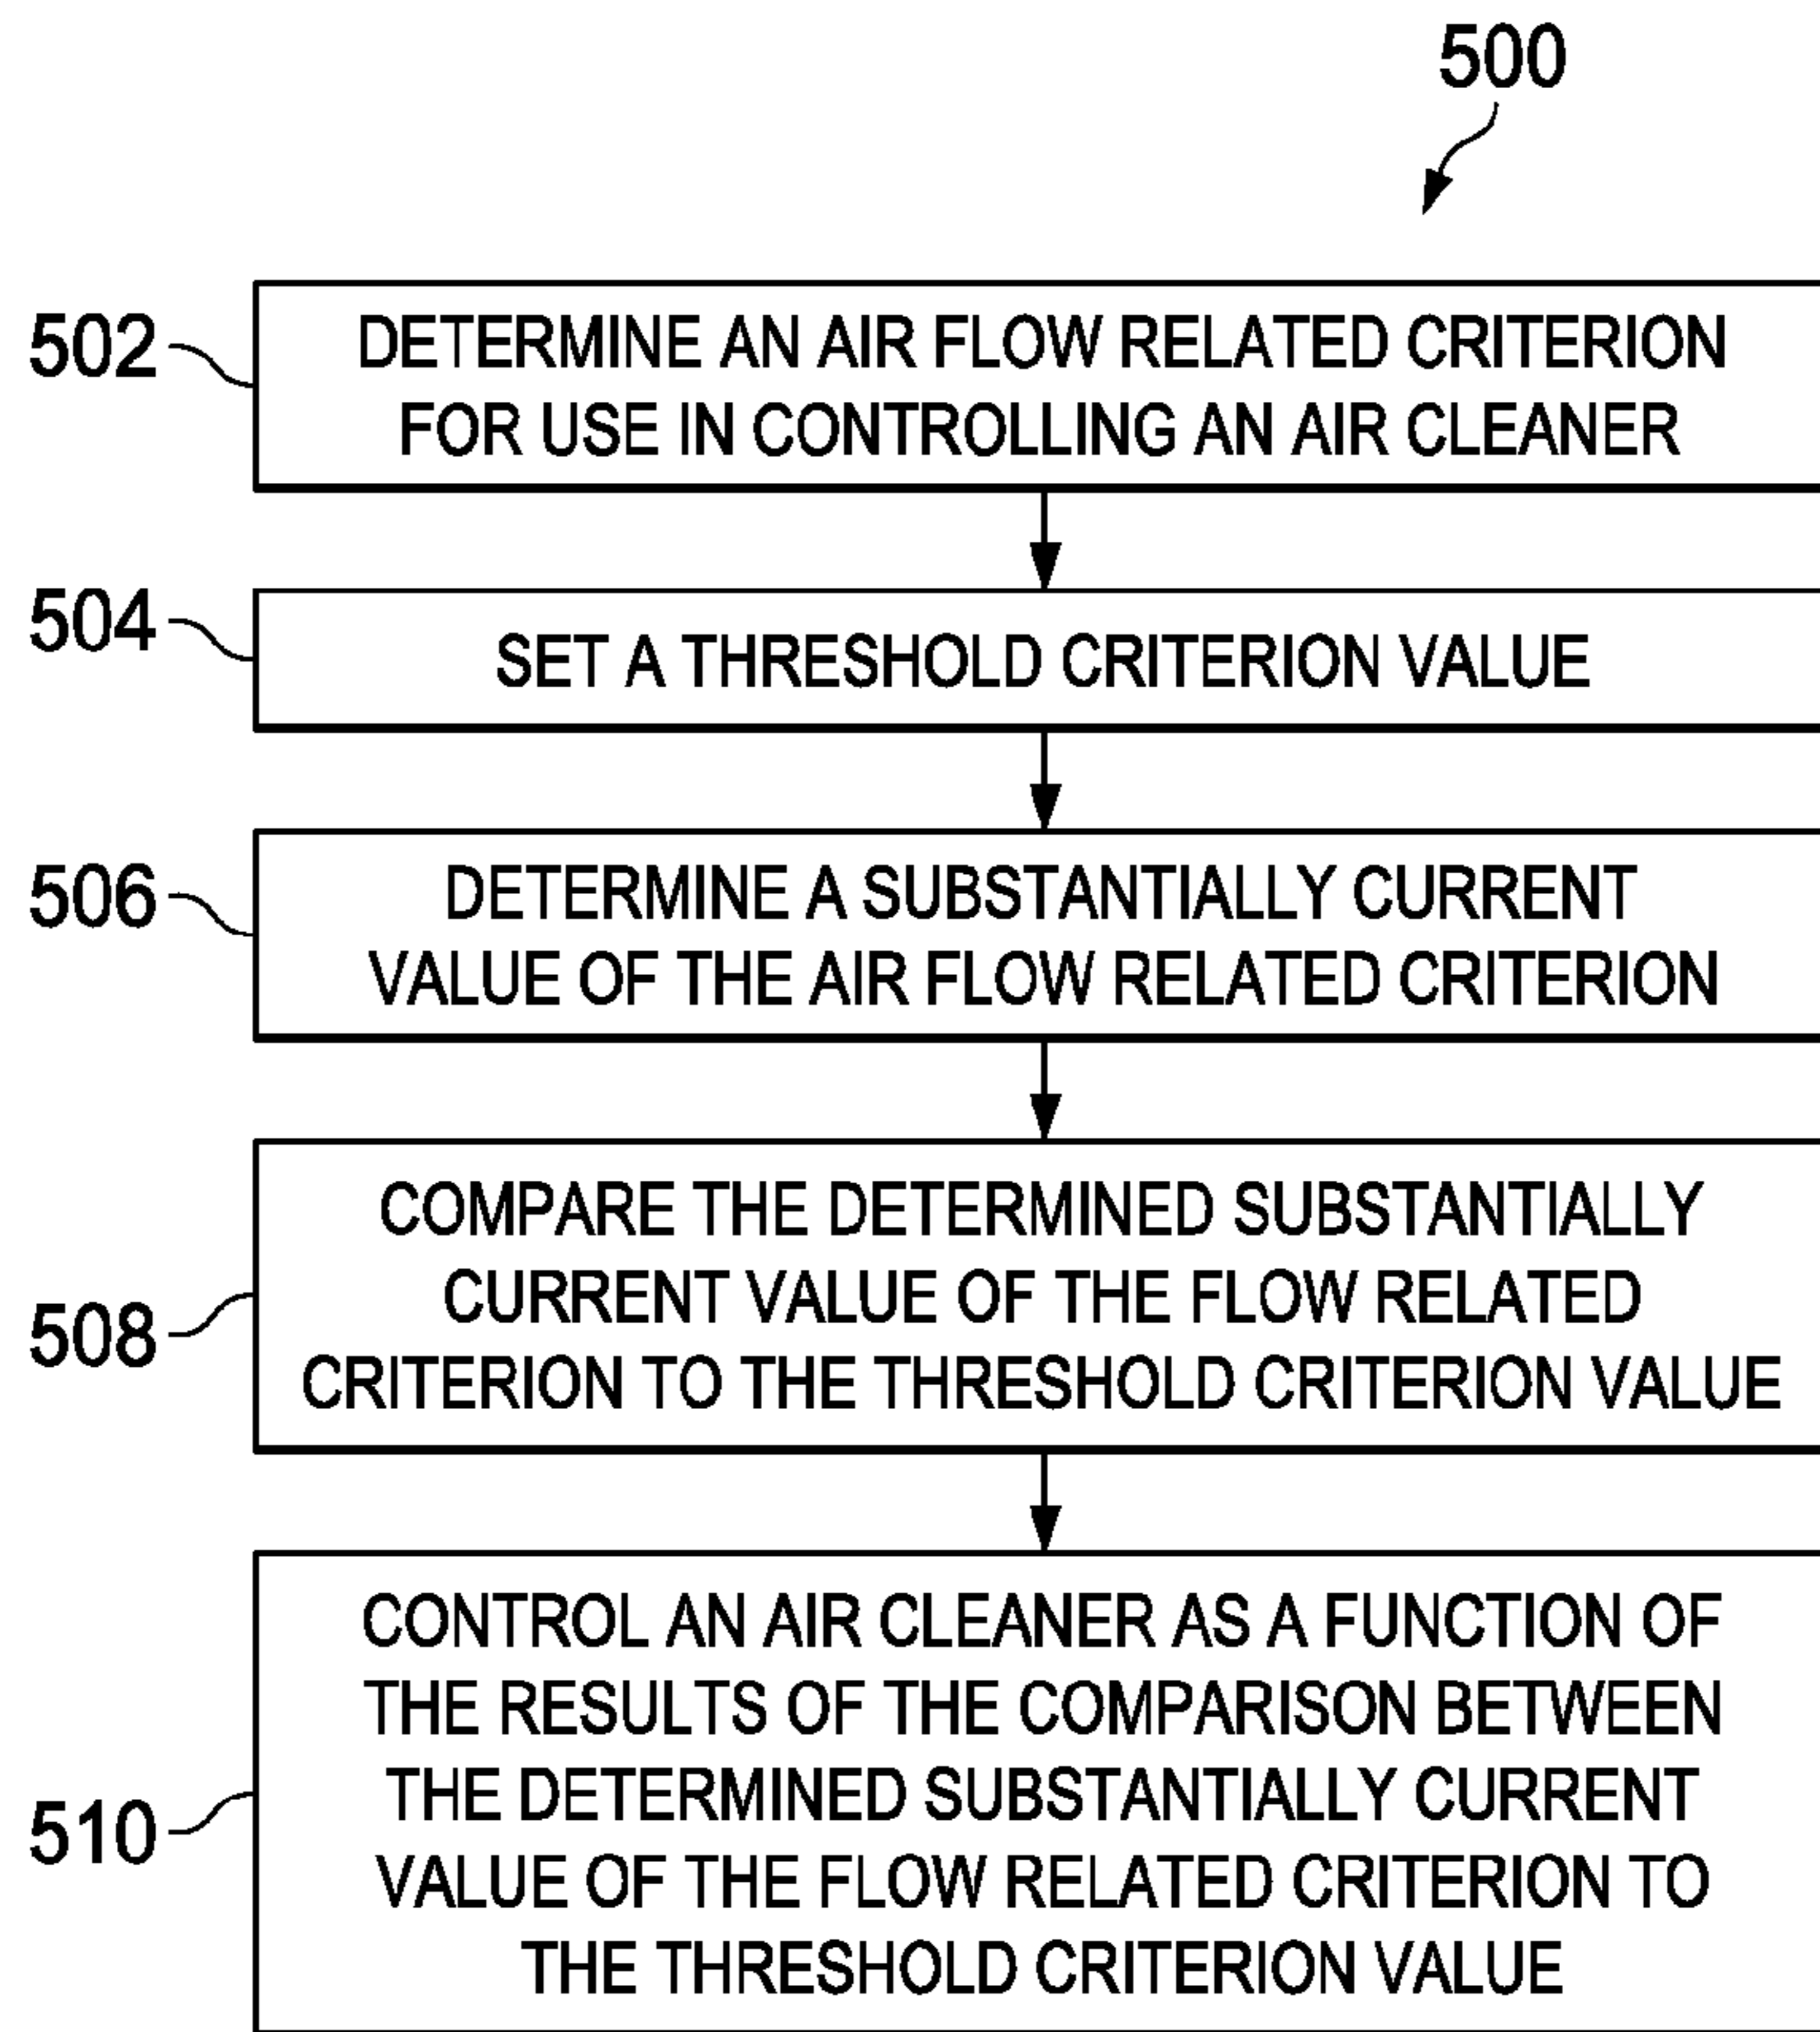 500
502
DETERMINE AN AIR FLOW RELATED CRITERION
FOR USE IN CONTROLLING AN AIR CLEANER
504
SET A THRESHOLD CRITERION VALUE
506
DETERMINE A SUBSTANTIALLY CURRENT
VALUE OF THE AIR FLOW RELATED CRITERION
508
COMPARE THE DETERMINED SUBSTANTIALLY
CURRENT VALUE OF THE FLOW RELATED
CRITERION TO THE THRESHOLD CRITERION VALUE
510
CONTROL AN AIR CLEANER AS A FUNCTION OF
THE RESULTS OF THE COMPARISON BETWEEN
THE DETERMINED SUBSTANTIALLY CURRENT
VALUE OF THE FLOW RELATED CRITERION TO
THE THRESHOLD CRITERION VALUE